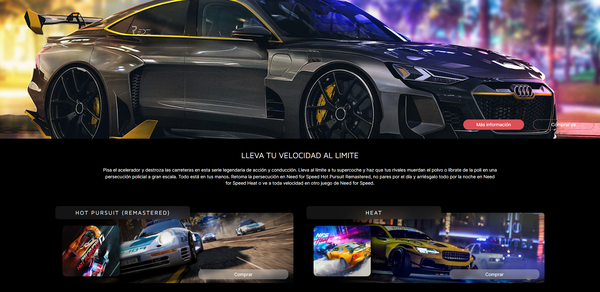 Más información
Comprar ya
LLEVA TU VELOCIDAD AL LIMITE
Pisa el acelerador y destroza las carreteras en esta serie legendaria de acción y conducción. Lleva al límite a tu supercoche y haz que tus rivales muerdan el polvo o líbrate de la poli en una
persecución policial a gran escala. Todo está en tus manos. Retoma la persecución en Need for Speed Hot Pursuit Remastered, no pares por el día y arriésgalo todo por la noche en Need
for Speed Heat o ve a toda velocidad en otro juego de Need for Speed.
HOT PURSUIT (REMASTERED)
HEAT
Comprar
Comprar